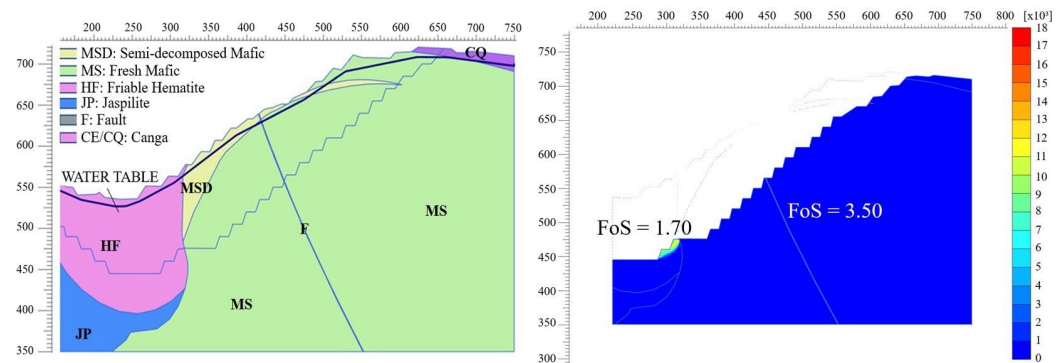 200 250 300 350 400 450 500 550 600 650 700 750
MSD: Semi-decomposed Mafic
MS: Fresh Mafic
HF: Friable Hematite
JP: Jaspilite
F: Fault
CE/CQ: Canga
WATER TABLE
700
650
600
550
500
450
400
350
CQ
MSD
HF
F
MS
MS
JP
200 250 300 350 400 450 500 550 600 650 700 750 800
750
700
650
600
550
500
450
400
350
300
FoS = 1.70
FoS = 3.50
[x10³]
18
17
16
15
14
13
12
11
10
9
8
7
6
5
4
3
2
1
0